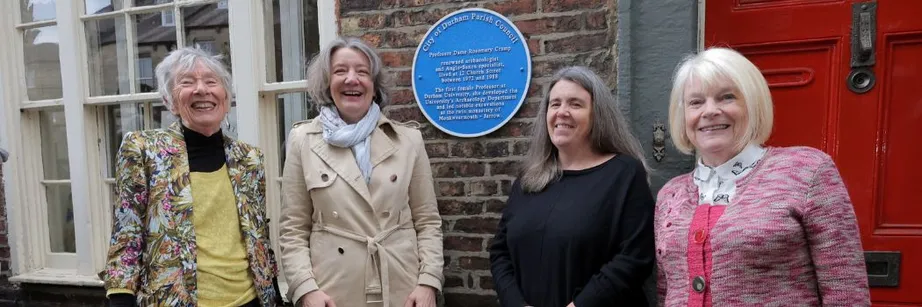 City of Durham Parish Council
Professor Dame Rosemary Cramp
renowned archaeologist
and Anglo-Saxon specialist,
lived at 12 Church Street
between 1972 and 1988
The first female Professor at
Durham University, she developed the
University's Archaeology Department
and led notable excavations
at the twin monastery of
Monkwearmouth - Jarrow